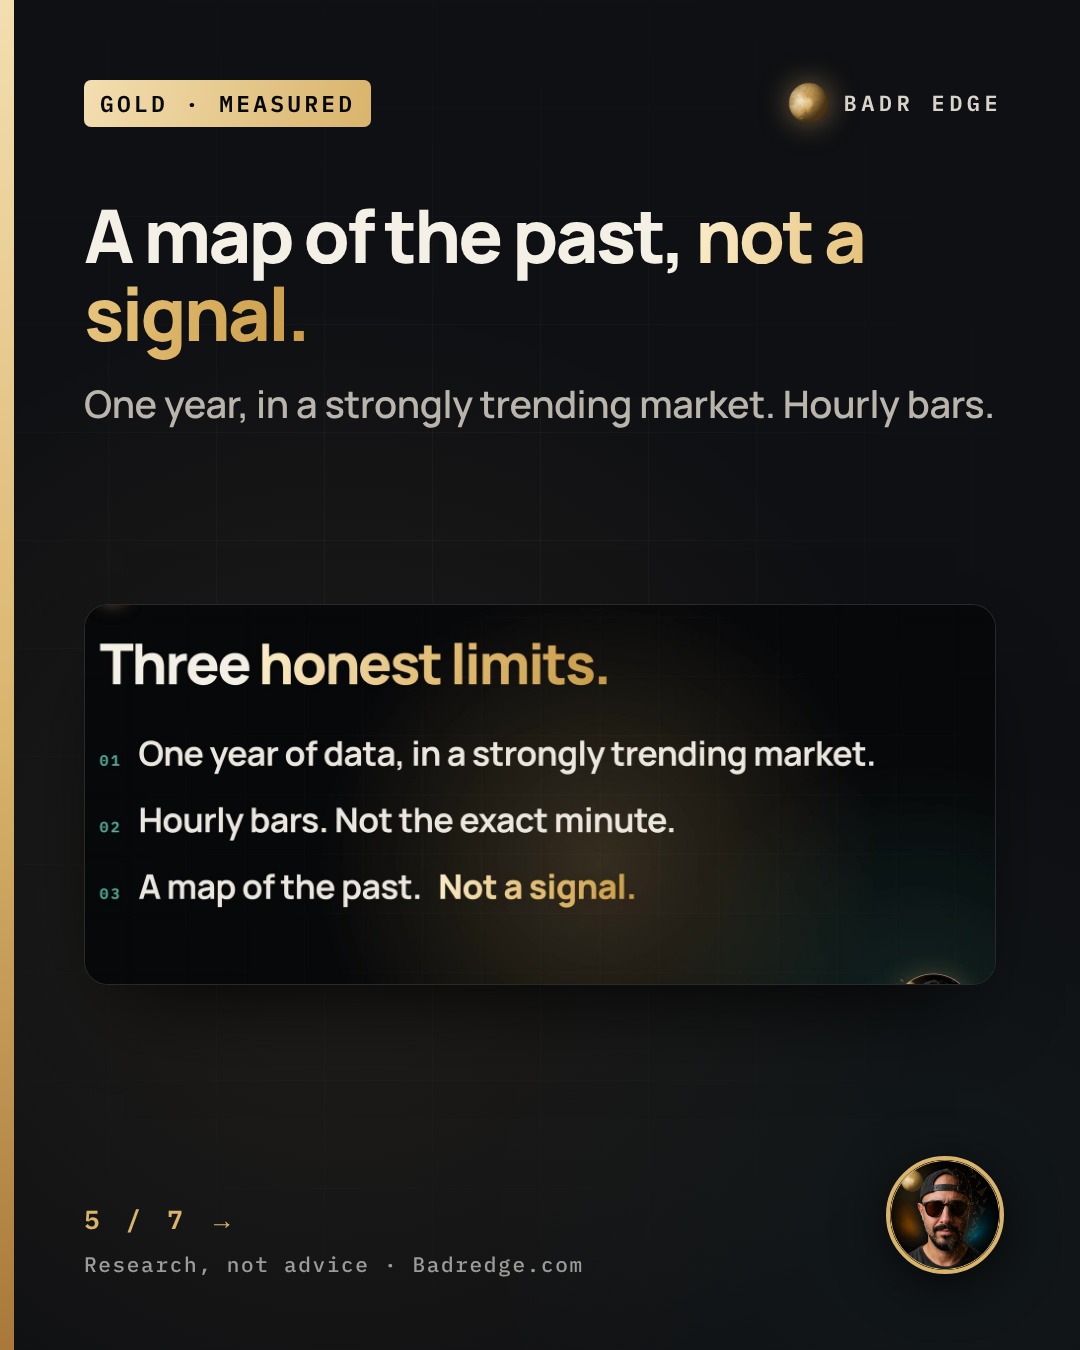 GOLD · MEASURED
BADR EDGE
A map of the past, not a
signal.
One year, in a strongly trending market. Hourly bars.
Three honest limits.
01 One year of data, in a strongly trending market.
02 Hourly bars. Not the exact minute.
03 A map of the past. Not a signal.
5 / 7 →
Research, not advice · Badredge.com